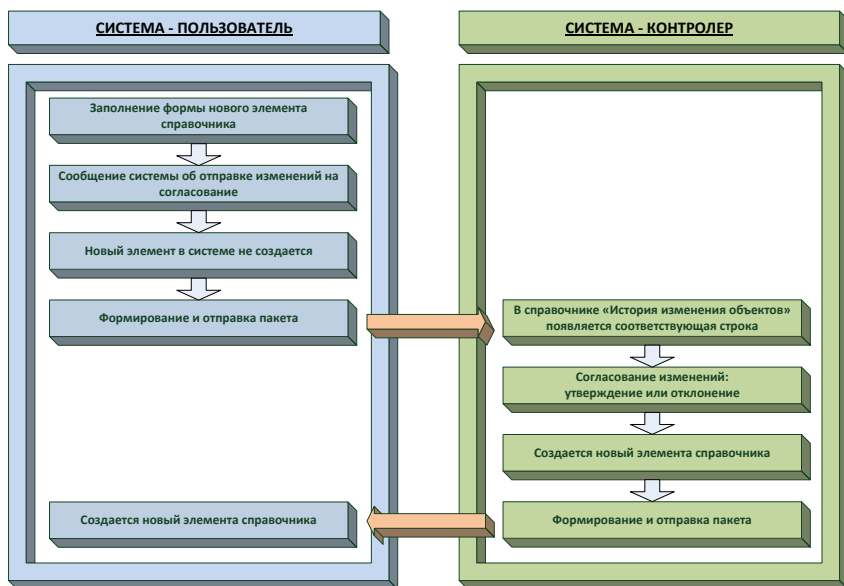 СИСТЕМА - ПОЛЬЗОВАТЕЛЬ
Заполнение формы нового элемента
справочника
Сообщение системы об отправке изменений на
согласование
Новый элемент в системе не создается
Формирование и отправка пакета
Создается новый элемента справочника
СИСТЕМА - КОНТРОЛЕР
В справочнике «История изменения объектов»
появляется соответствующая строка
Согласование изменений:
утверждение или отклонение
Создается новый элемента справочника
Формирование и отправка пакета